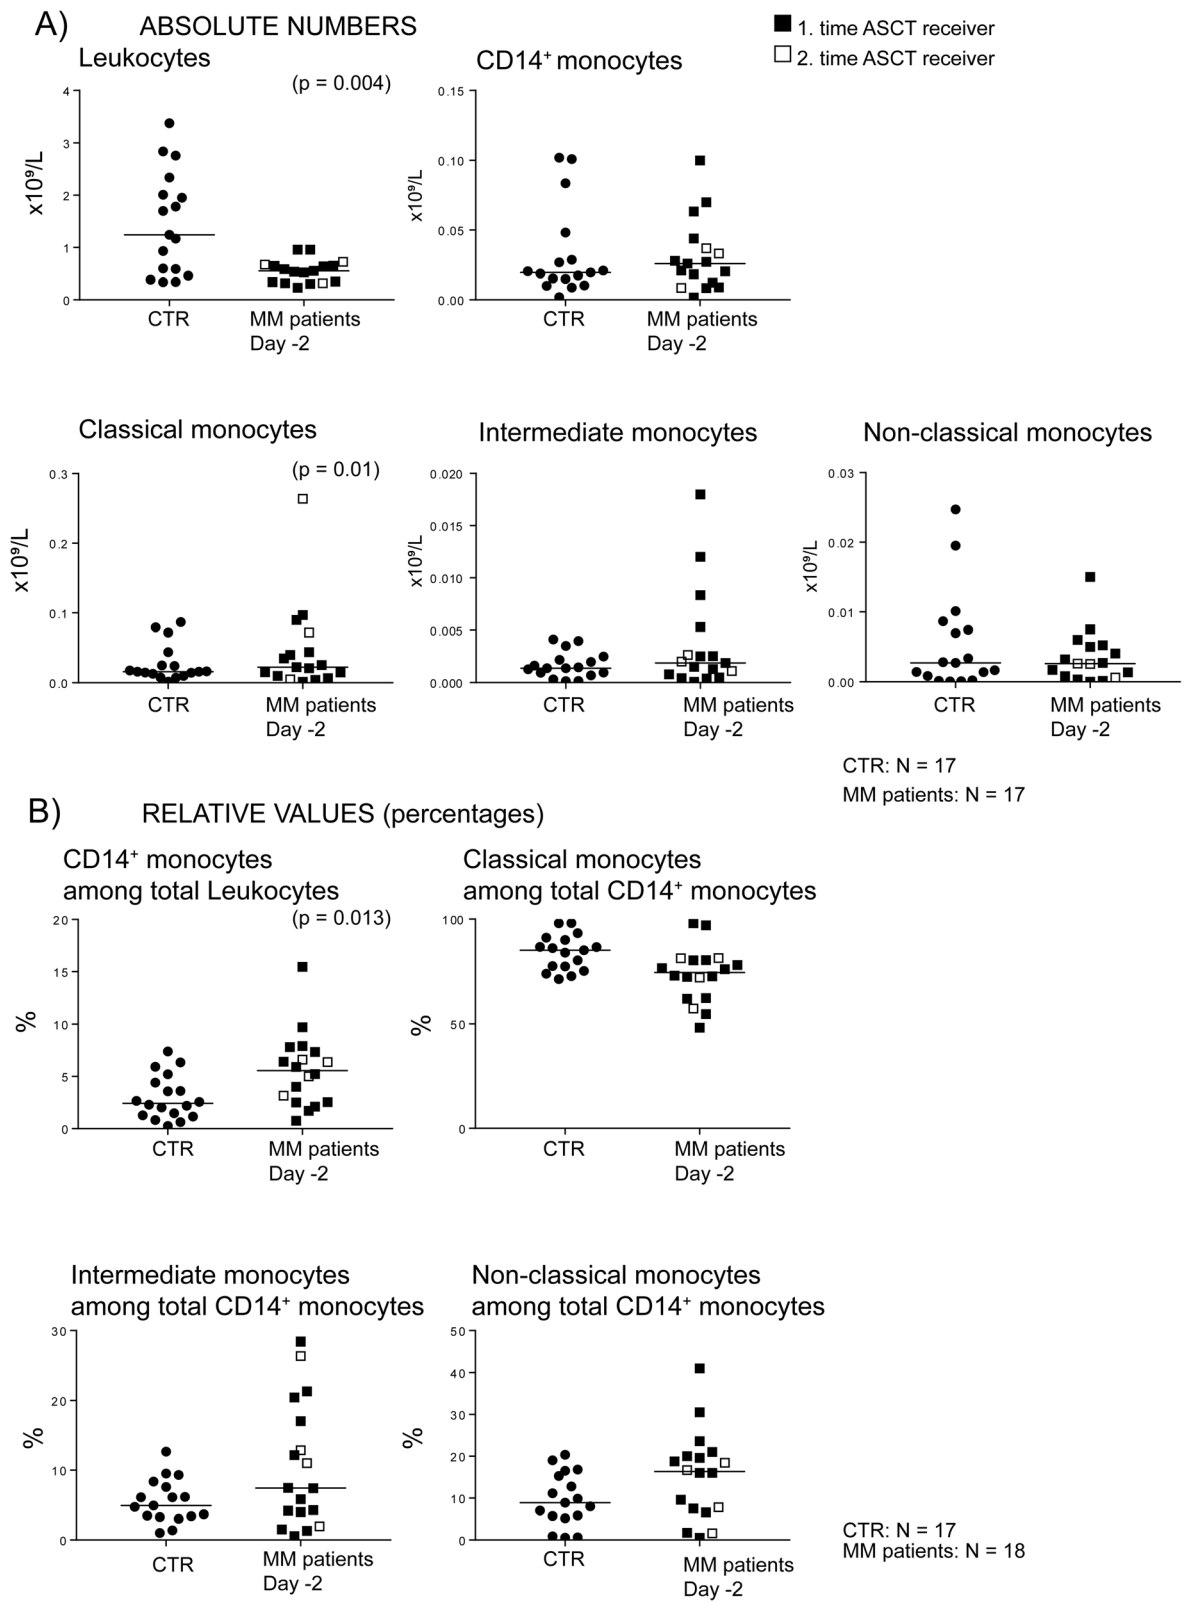 A) ABSOLUTE NUMBERS
■ 1. time ASCT receiver
□ 2. time ASCT receiver
Leukocytes
(p = 0.004)
x10⁹/L
4
3
2
1
0
CTR
MM patients
Day -2
CD14⁺ monocytes
x10⁹/L
0.15
0.10
0.05
0.00
CTR
MM patients
Day -2
Classical monocytes
(p = 0.01)
x10⁹/L
0.3
0.2
0.1
0.0
CTR
MM patients
Day -2
Intermediate monocytes
x10⁹/L
0.020
0.015
0.010
0.005
0.000
CTR
MM patients
Day -2
Non-classical monocytes
x10⁹/L
0.03
0.02
0.01
0.00
CTR
MM patients
Day -2
CTR: N = 17
MM patients: N = 17
B) RELATIVE VALUES (percentages)
CD14⁺ monocytes
among total Leukocytes
(p = 0.013)
%
20
15
10
5
0
CTR
MM patients
Day -2
Classical monocytes
among total CD14⁺ monocytes
%
100
50
0
CTR
MM patients
Day -2
Intermediate monocytes
among total CD14⁺ monocytes
%
30
20
10
0
CTR
MM patients
Day -2
Non-classical monocytes
among total CD14⁺ monocytes
%
50
40
30
20
10
0
CTR
MM patients
Day -2
CTR: N = 17
MM patients: N = 18